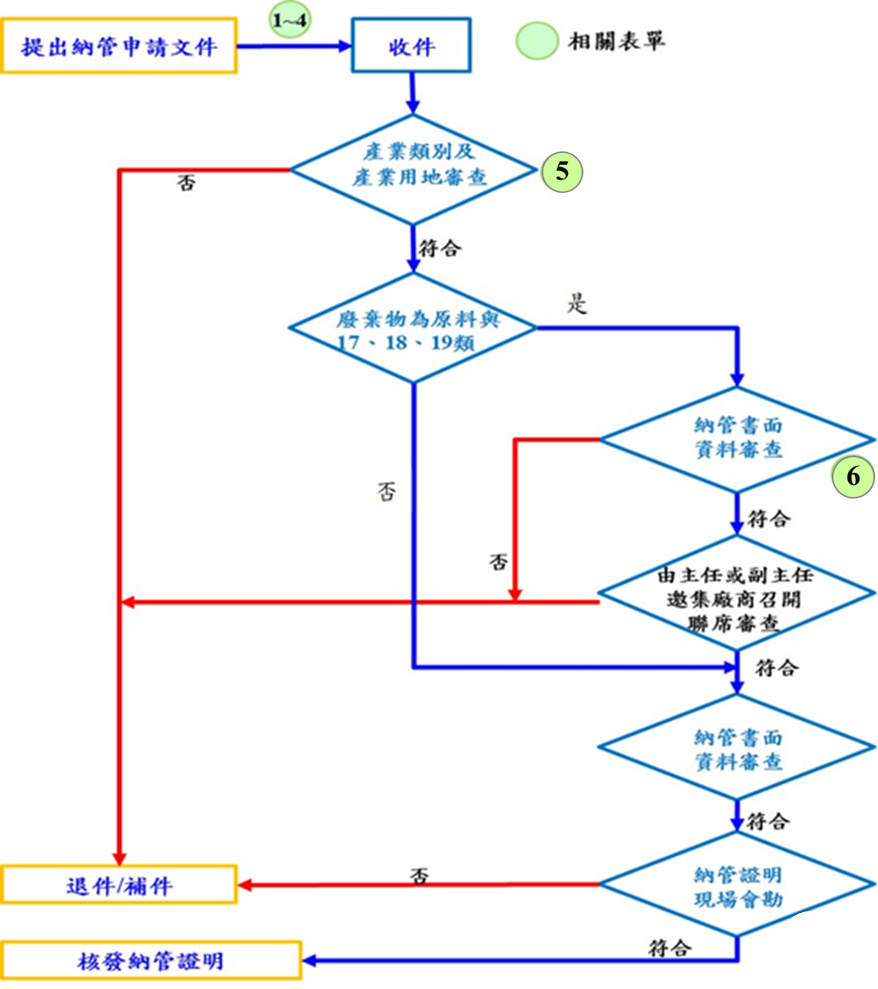 提出納管申請文件
1~4
收件
相關表單
產業類別及
產業用地審查
5
否
符合
廢棄物為原料與
17、18、19類
是
納管書面
資料審查
6
否
符合
否
由主任或副主任
邀集廠商召開
聯席審查
符合
納管書面
資料審查
符合
納管證明
現場會勘
否
退件/補件
符合
核發納管證明